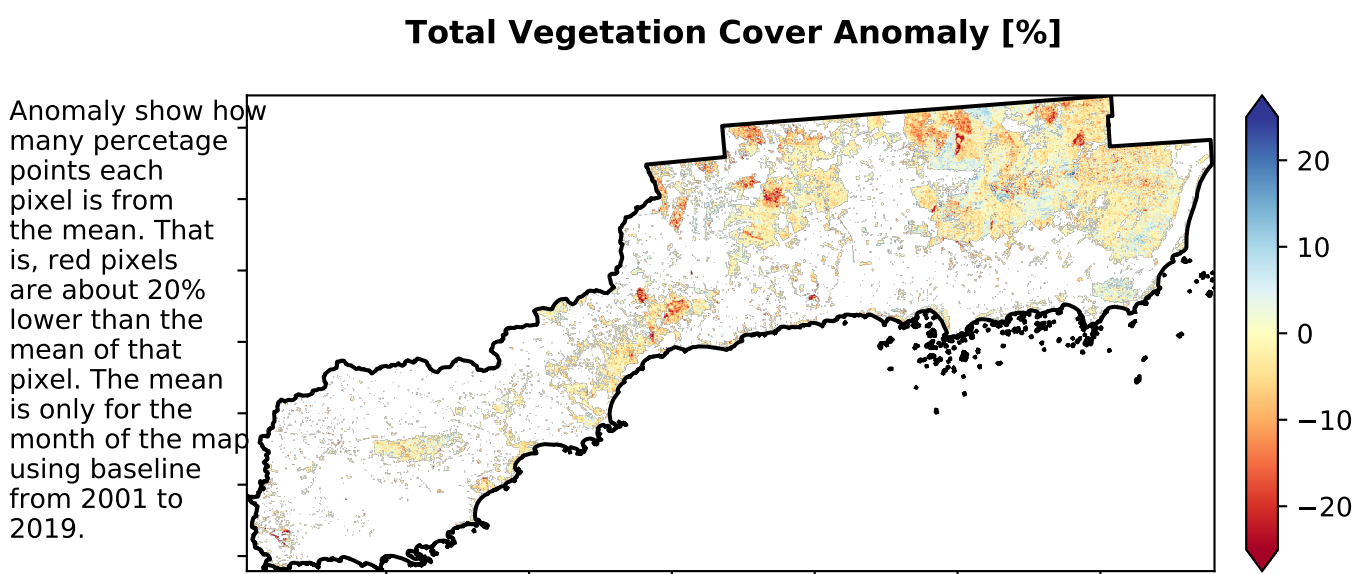 Total Vegetation Cover Anomaly [%]
Anomaly show how
many percetage
points each
pixel is from
the mean. That
is, red pixels
are about 20%
lower than the
mean of that
pixel. The mean
is only for the
month of the map
using baseline
from 2001 to
2019.
20
10
0
−10
−20